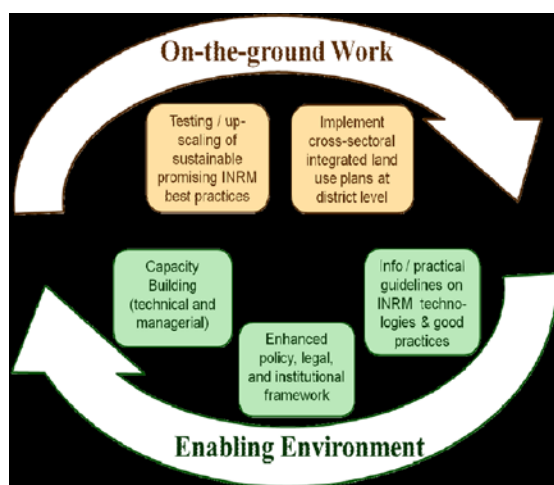 On-the-ground Work
Testing / up-
scaling of
sustainable
promising INRM
best practices
Implement
cross-sectoral
integrated land
use plans at
district level
Capacity
Building
(technical and
managerial)
Enhanced
policy, legal,
and institutional
framework
Info / practical
guidelines on
INRM techno-
logies & good
practices
Enabling Environment